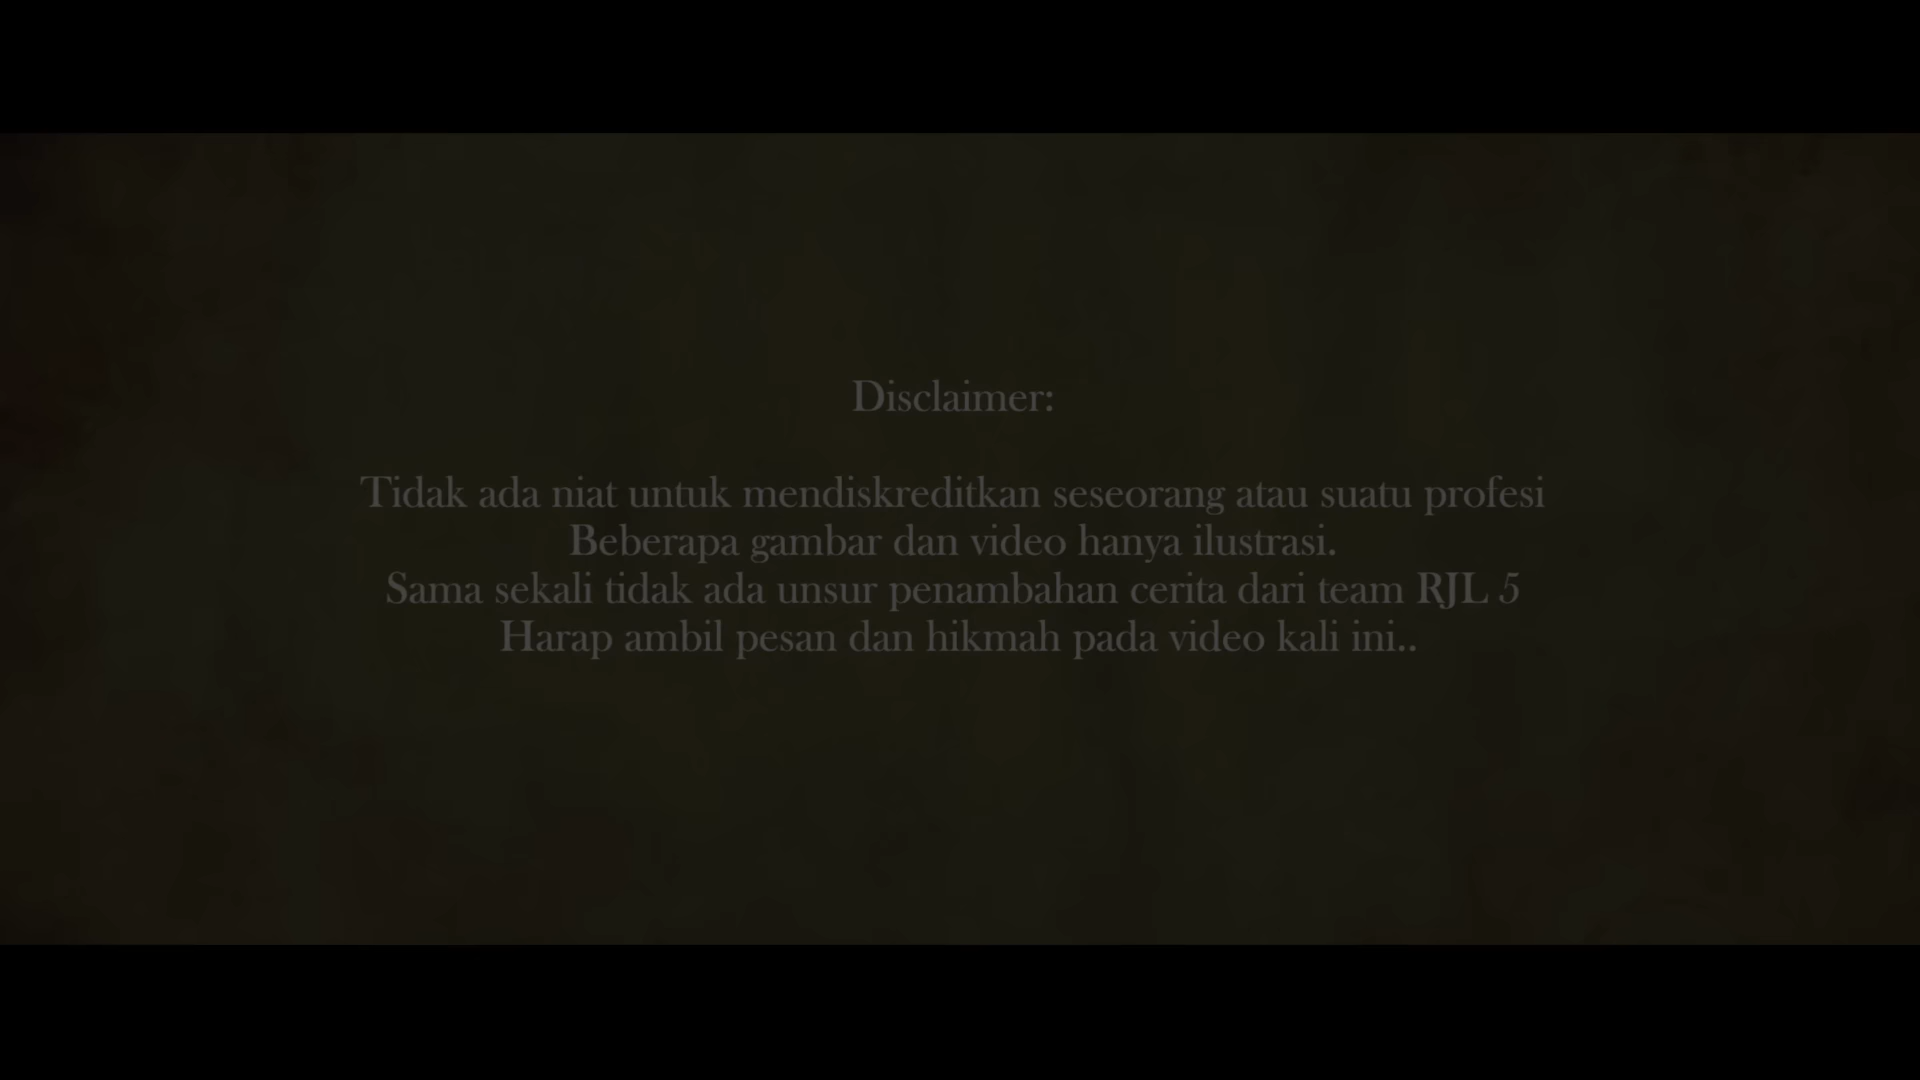 Disclaimer:
Tidak ada niat untuk mendiskreditkan seseorang atau suatu profesi
Beberapa gambar dan video hanya ilustrasi.
Sama sekali tidak ada unsur penambahan cerita dari team RJL 5
Harap ambil pesan dan hikmah pada video kali ini..